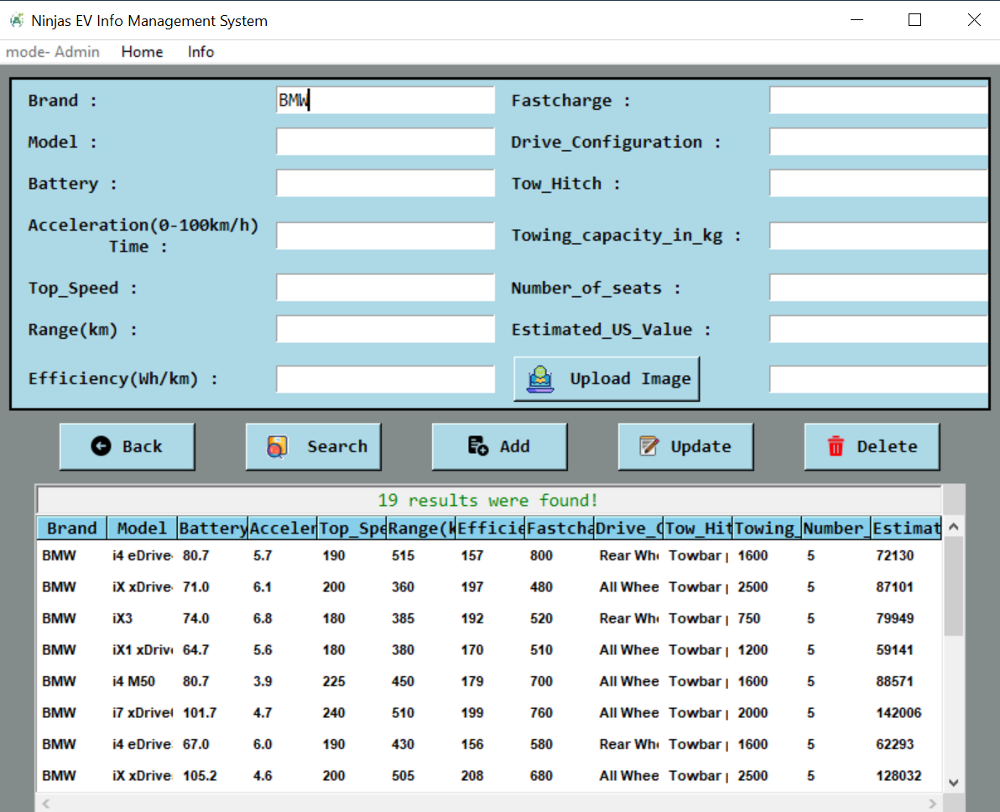 Ninjas EV Info Management System
mode- Admin Home Info
Brand : BMW Fastcharge :
Model : Drive_Configuration :
Battery : Tow_Hitch :
Acceleration(0-100km/h)
Time : Towing_capacity_in_kg :
Top_Speed : Number_of_seats :
Range(km) : Estimated_US_Value :
Efficiency(Wh/km) : Upload Image
Back Search Add Update Delete
19 results were found!
Brand Model Battery Acceler Top_Spe Range(k Efficie Fastcha Drive_C Tow_Hit Towing_ Number_ Estimat
BMW i4 eDrive 80.7 5.7 190 515 157 800 Rear Whe Towbar p 1600 5 72130
BMW iX xDrive 71.0 6.1 200 360 197 480 All Whee Towbar p 2500 5 87101
BMW iX3 74.0 6.8 180 385 192 520 Rear Whe Towbar p 750 5 79949
BMW iX1 xDriv 64.7 5.6 180 380 170 510 All Whee Towbar p 1200 5 59141
BMW i4 M50 80.7 3.9 225 450 179 700 All Whee Towbar p 1600 5 88571
BMW i7 xDrive 101.7 4.7 240 510 199 760 All Whee Towbar p 2000 5 142006
BMW i4 eDrive 67.0 6.0 190 430 156 580 Rear Whe Towbar p 1600 5 62293
BMW iX xDrive 105.2 4.6 200 505 208 680 All Whee Towbar p 2500 5 128032